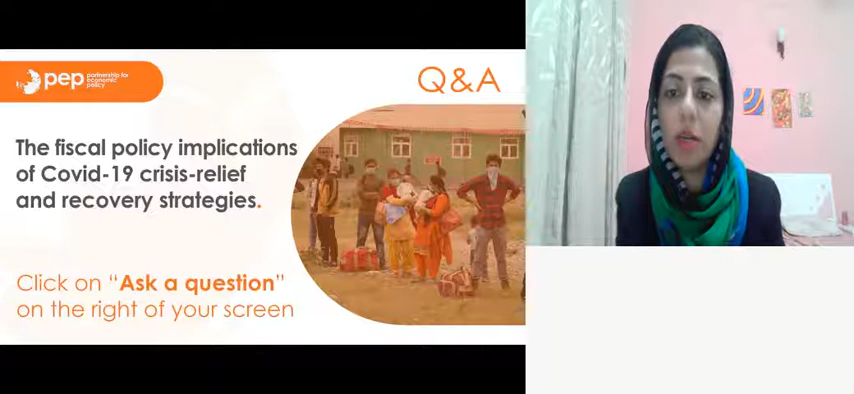 pep partnership for
economic
policy
Q&A
The fiscal policy implications
of Covid-19 crisis-relief
and recovery strategies.
Click on “Ask a question”
on the right of your screen